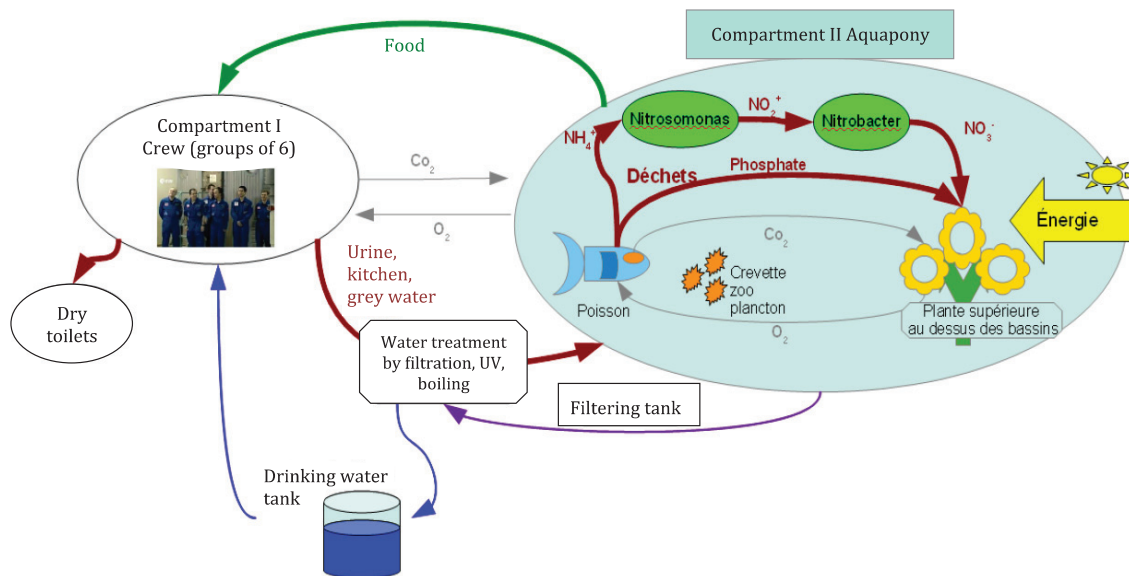 Compartment II Aquapony
Food
Compartment I
Crew (groups of 6)
Nitrosomonas
NO2+
Nitrobacter
NH4+
NO3-
Déchets
Phosphate
Énergie
Co2
O2
Co2
O2
Poisson
Crevette
zoo
plancton
Plante supérieure
au dessus des bassins
Urine,
kitchen,
grey water
Dry
toilets
Water treatment
by filtration, UV,
boiling
Filtering tank
Drinking water
tank